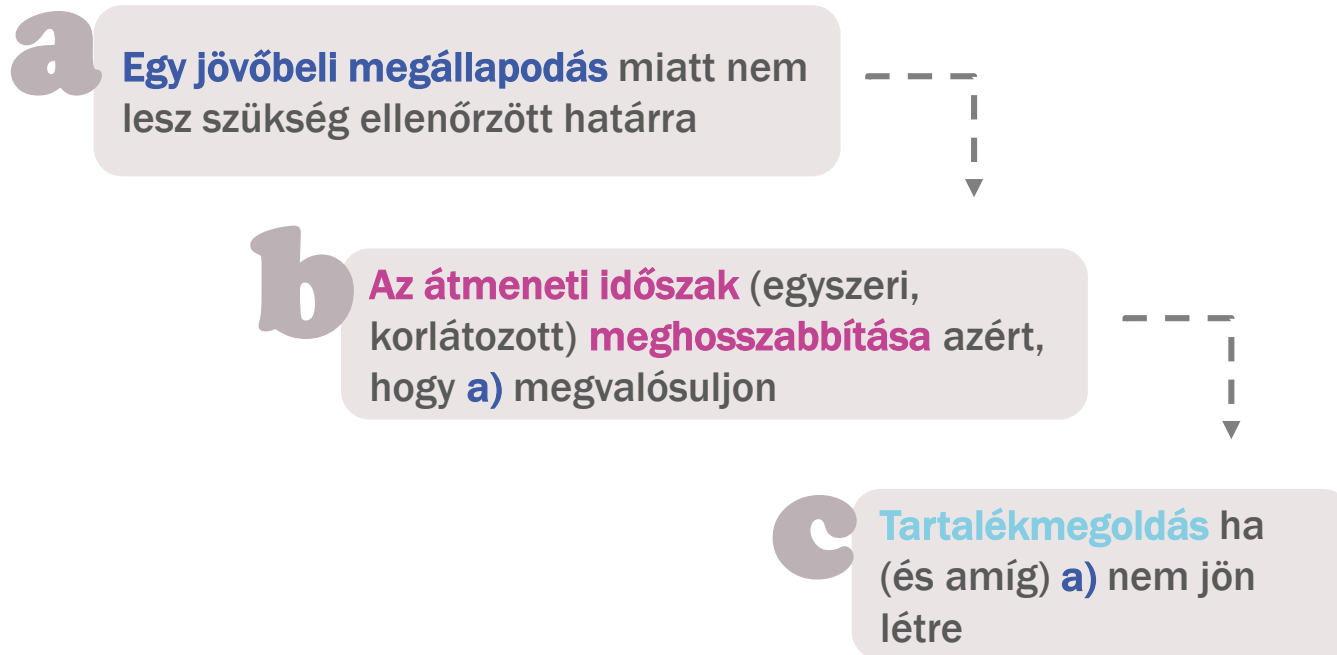 a
Egy jövőbeli megállapodás miatt nem
lesz szükség ellenőrzött határra
b
Az átmeneti időszak (egyszeri,
korlátozott) meghosszabbítása azért,
hogy a) megvalósuljon
c
Tartalékmegoldás ha
(és amíg) a) nem jön
létre